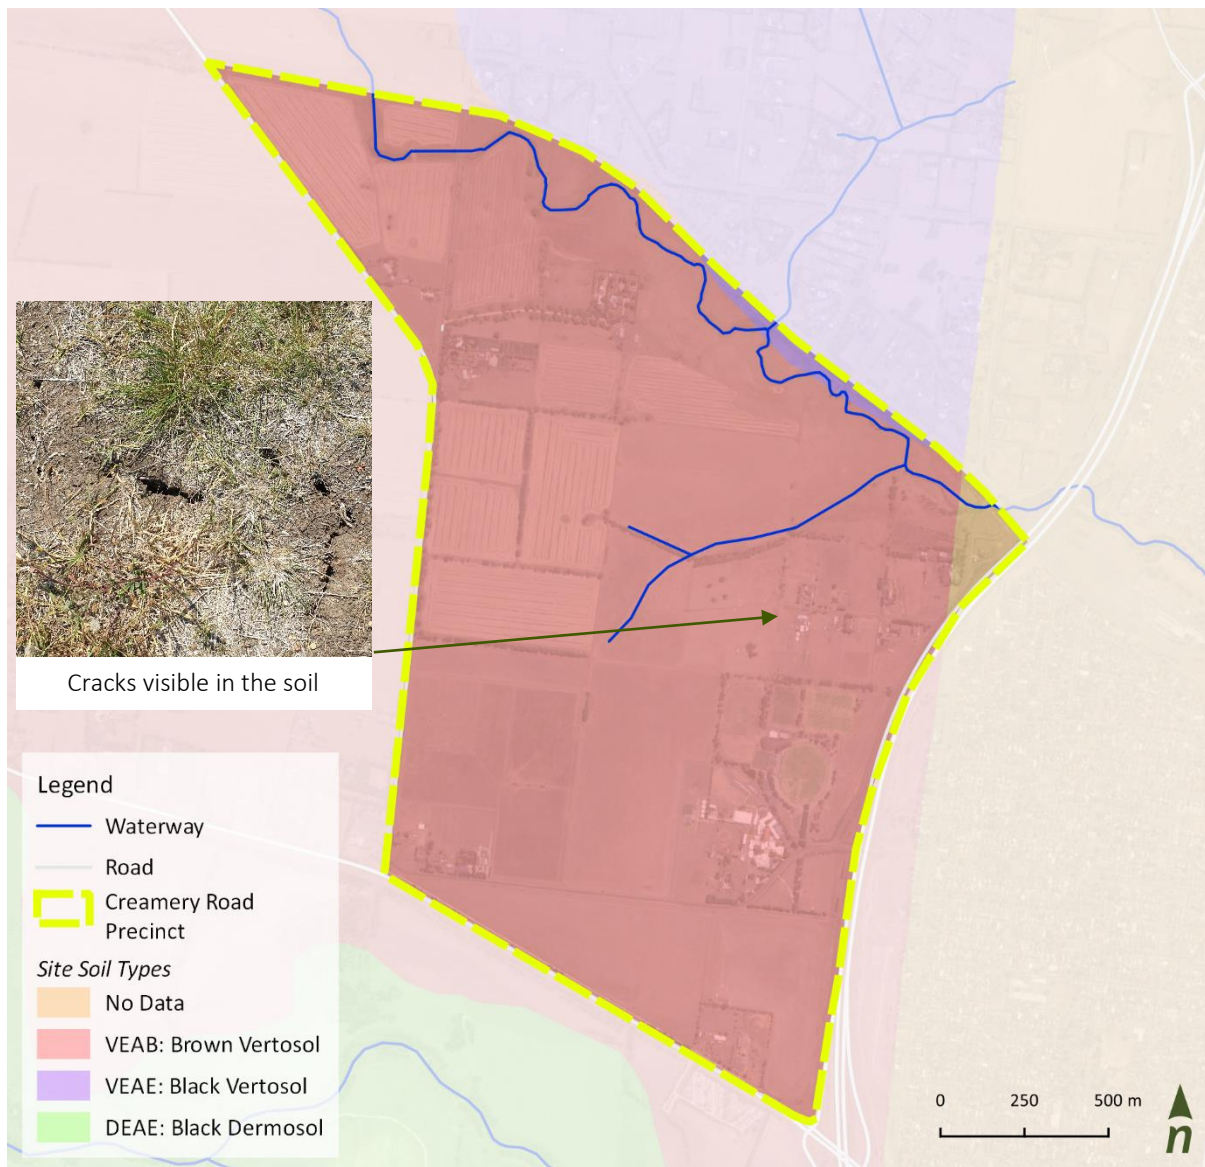 Cracks visible in the soil
Legend
Waterway
Road
Creamery Road
Precinct
Site Soil Types
No Data
VEAB: Brown Vertosol
VEAE: Black Vertosol
DEAE: Black Dermosol
0 250 500 m
n